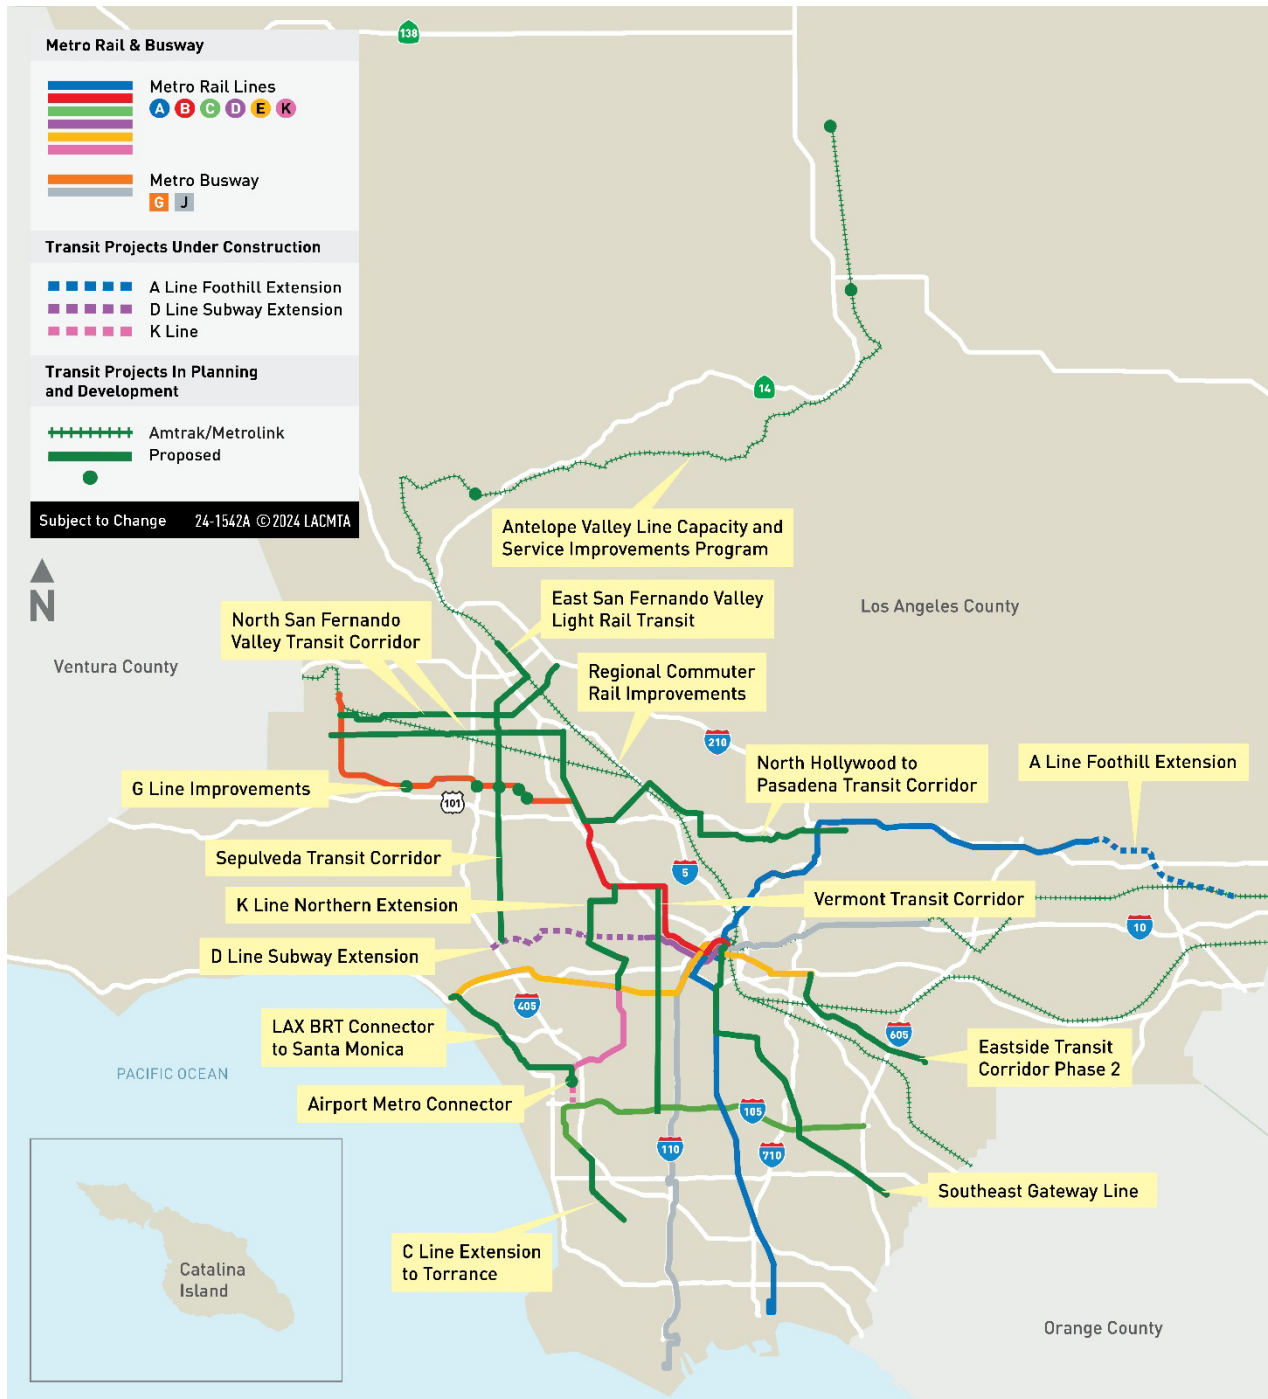 Metro Rail & Busway
Metro Rail Lines
A B C D E K
Metro Busway
G J
Transit Projects Under Construction
A Line Foothill Extension
D Line Subway Extension
K Line
Transit Projects In Planning
and Development
Amtrak/Metrolink
Proposed
Subject to Change 24-1542A © 2024 LACMTA
N
138
14
Antelope Valley Line Capacity and
Service Improvements Program
East San Fernando Valley
Light Rail Transit
Los Angeles County
North San Fernando
Valley Transit Corridor
Ventura County
Regional Commuter
Rail Improvements
210
North Hollywood to
Pasadena Transit Corridor
A Line Foothill Extension
G Line Improvements
101
Sepulveda Transit Corridor
5
K Line Northern Extension
Vermont Transit Corridor
10
D Line Subway Extension
405
LAX BRT Connector
to Santa Monica
605
Eastside Transit
Corridor Phase 2
PACIFIC OCEAN
Airport Metro Connector
105
110
710
Southeast Gateway Line
C Line Extension
to Torrance
Catalina
Island
Orange County